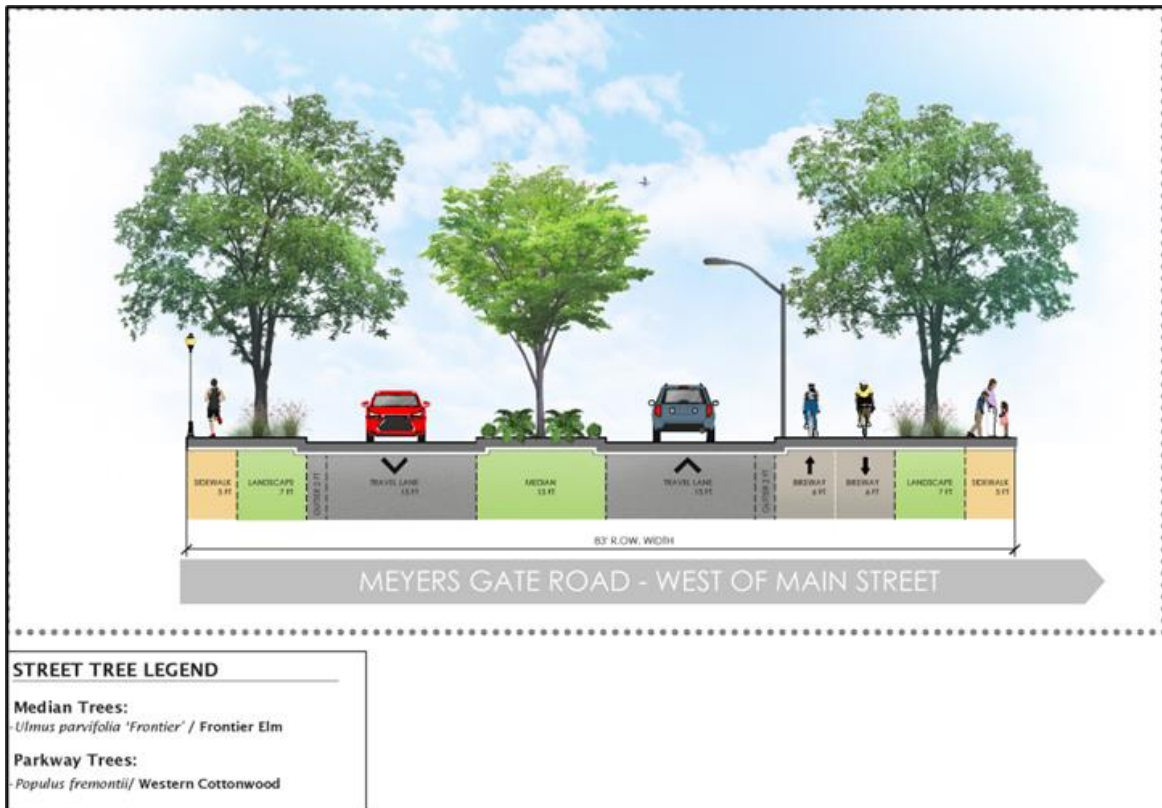 SIDEWALK
5 FT
LANDSCAPE
7 FT
GUTTER 2 FT
TRAVEL LANE
15 FT
MEDIAN
13 FT
TRAVEL LANE
15 FT
GUTTER 2 FT
BIKEWAY
6 FT
BIKEWAY
6 FT
LANDSCAPE
7 FT
SIDEWALK
5 FT
83' R.O.W. WIDTH
MEYERS GATE ROAD - WEST OF MAIN STREET
STREET TREE LEGEND
Median Trees:
-Ulmus parvifolia 'Frontier' / Frontier Elm
Parkway Trees:
-Populus fremontii/ Western Cottonwood